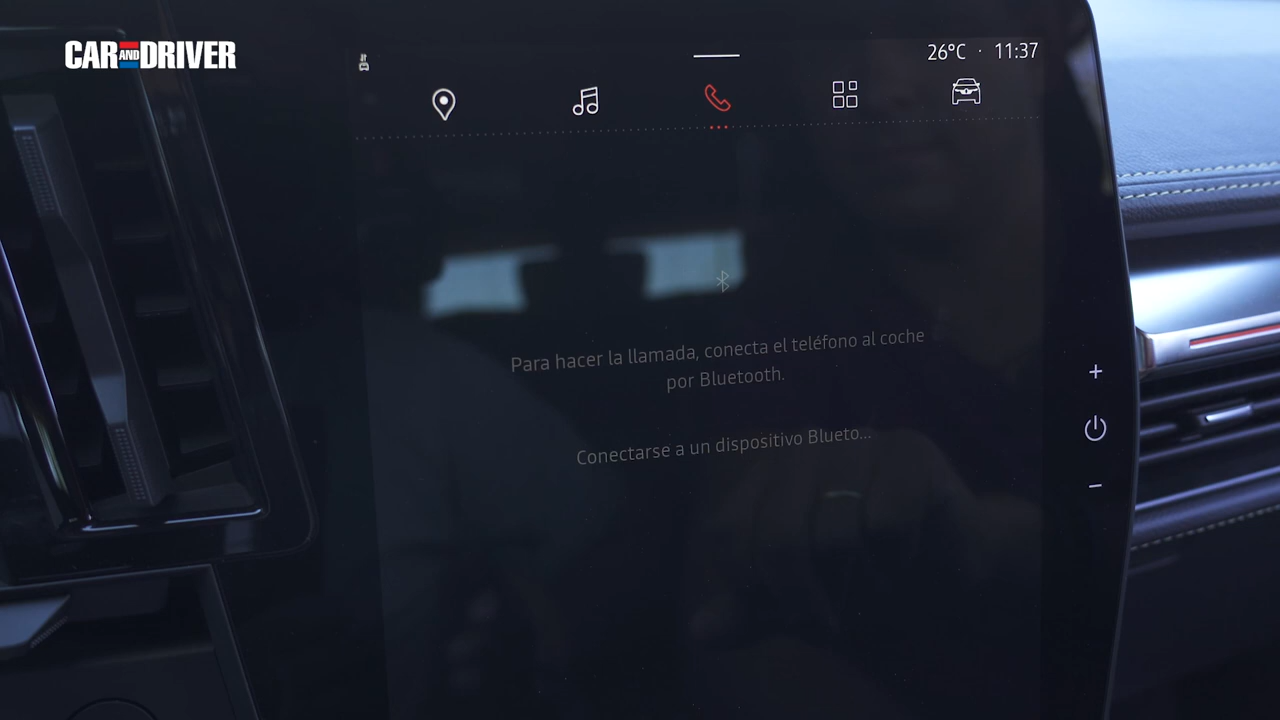 CAR AND DRIVER
26°C · 11:37
Para hacer la llamada, conecta el teléfono al coche
por Bluetooth.
Conectarse a un dispositivo Blueto...